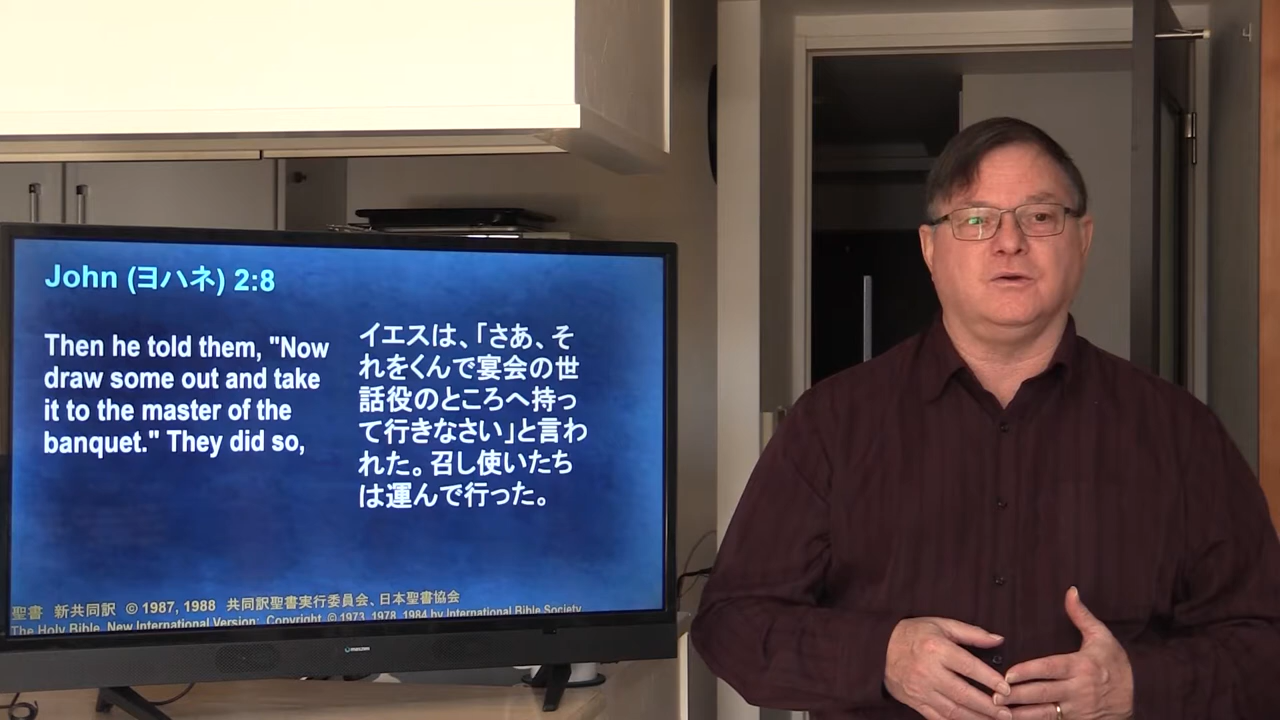 John (ヨハネ) 2:8
Then he told them, "Now
draw some out and take
it to the master of the
banquet." They did so,
イエスは、「さあ、そ
れをくんで宴会の世
話役のところへ持っ
て行きなさい」と言わ
れた。召し使いたち
は運んで行った。
聖書 新共同訳 © 1987, 1988 共同訳聖書実行委員会、日本聖書協会
The Holy Bible, New International Version; Copyright © 1973, 1978, 1984 by International Bible Society